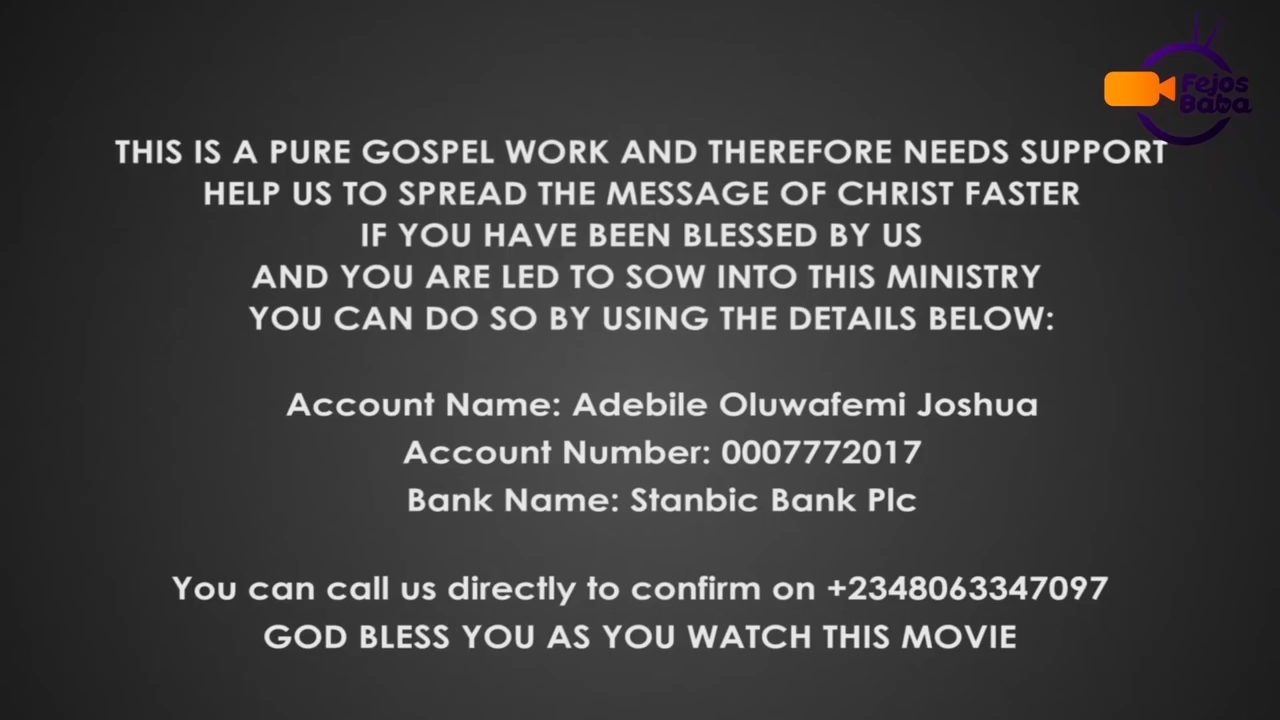 Fejos
Baba
TV
THIS IS A PURE GOSPEL WORK AND THEREFORE NEEDS SUPPORT
HELP US TO SPREAD THE MESSAGE OF CHRIST FASTER
IF YOU HAVE BEEN BLESSED BY US
AND YOU ARE LED TO SOW INTO THIS MINISTRY
YOU CAN DO SO BY USING THE DETAILS BELOW:
Account Name: Adebile Oluwafemi Joshua
Account Number: 0007772017
Bank Name: Stanbic Bank Plc
You can call us directly to confirm on +2348063347097
GOD BLESS YOU AS YOU WATCH THIS MOVIE